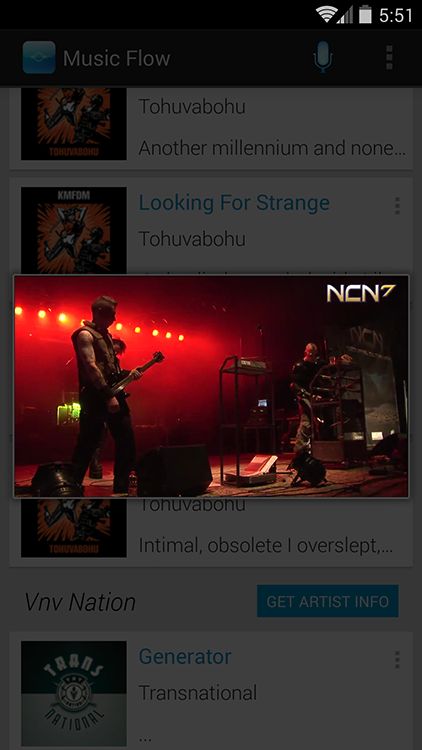 5:51
Music Flow
TOHUVABOHU
Tohuvabohu
Another millennium and none...
KMFDM
Looking For Strange
Tohuvabohu
NCN7
NCN
Tohuvabohu
TOHUVABOHU
Intimal, obsolete I overslept,...
Vnv Nation
GET ARTIST INFO
TRANS
NATIONAL
Generator
Transnational
...